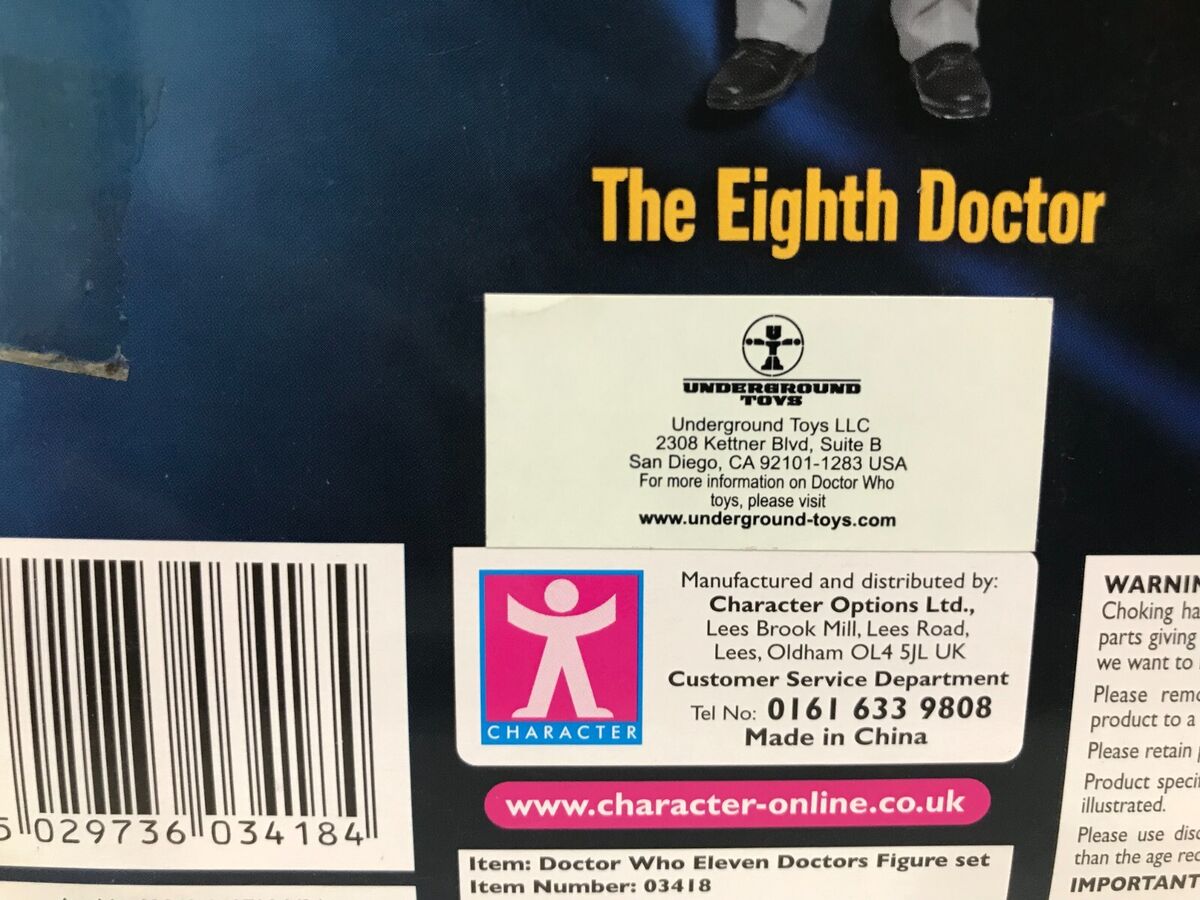 The Eighth Doctor
UNDERGROUND
TOYS
Underground Toys LLC
2308 Kettner Blvd, Suite B
San Diego, CA 92101-1283 USA
For more information on Doctor Who
toys, please visit
www.underground-toys.com
CHARACTER
Manufactured and distributed by:
Character Options Ltd.,
Lees Brook Mill, Lees Road,
Lees, Oldham OL4 5JL UK
Customer Service Department
Tel No: 0161 633 9808
Made in China
www.character-online.co.uk
Item: Doctor Who Eleven Doctors Figure set
Item Number: 03418
5 029736 034184
Choking
parts giving
we want to
Please
product to a
Please retain
Product
illustrated.
Please use
than the age
IMPORTANT